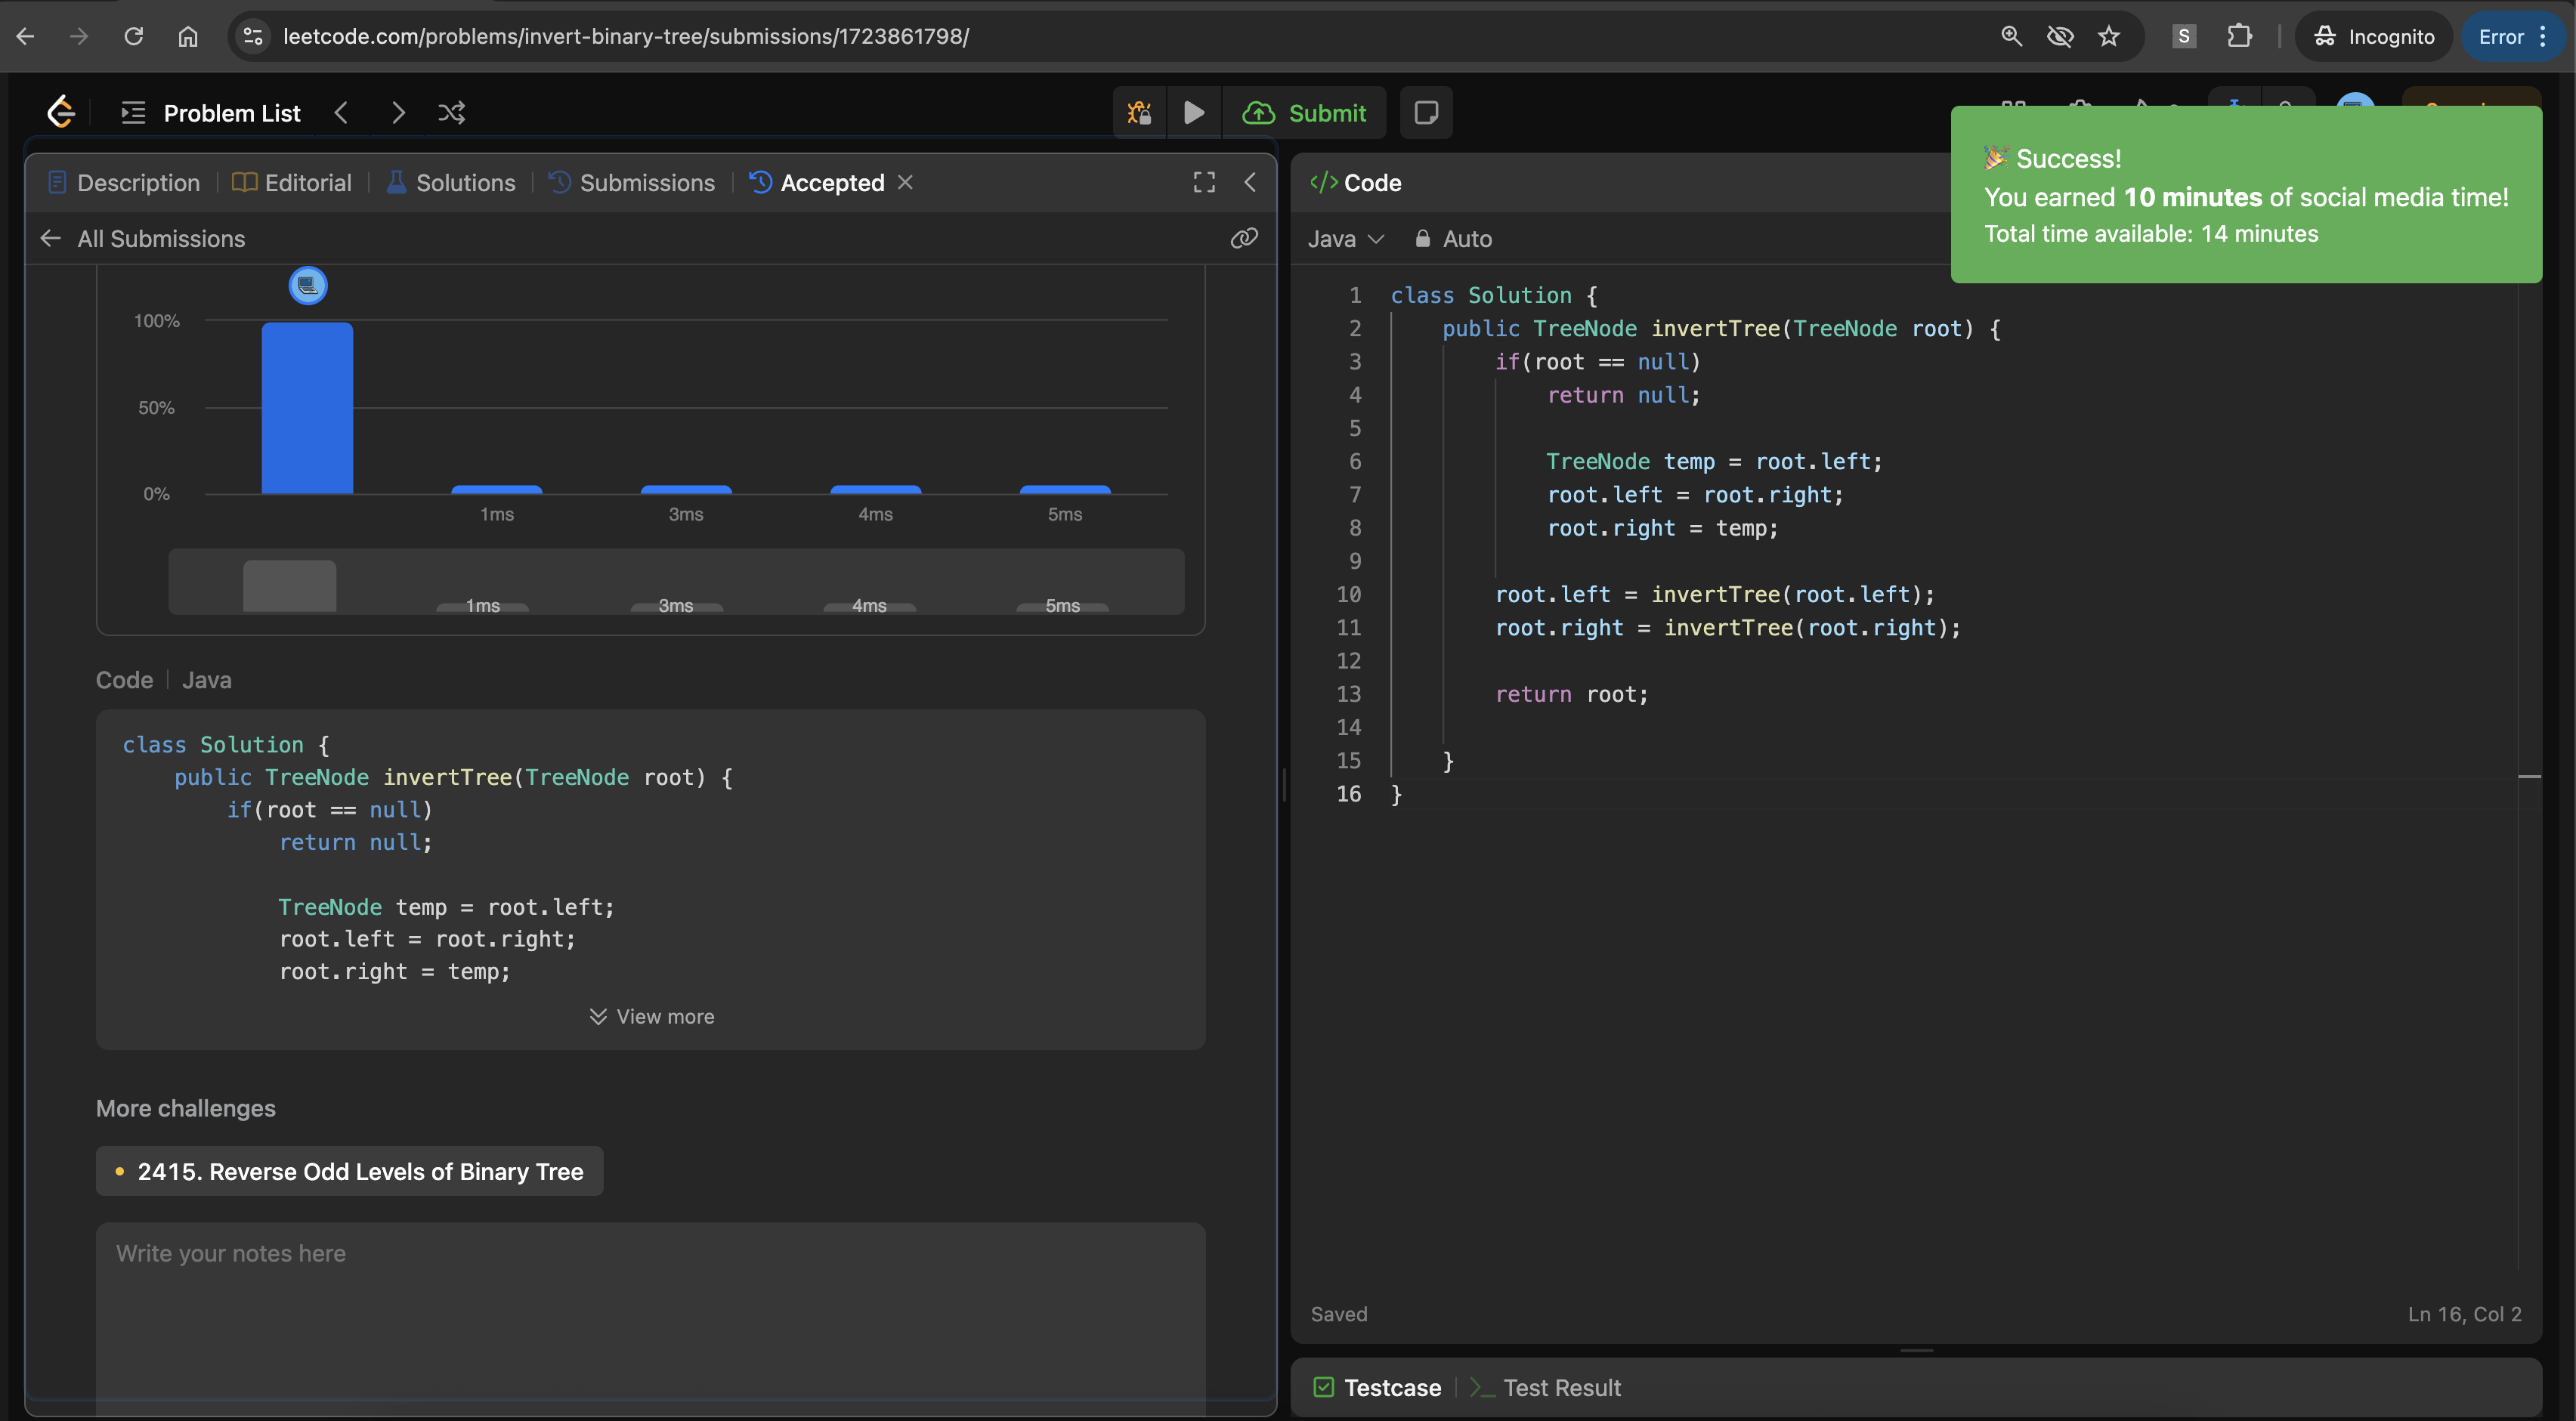 leetcode.com/problems/invert-binary-tree/submissions/1723861798/
S
Incognito
Error
Problem List
Submit
Description
Editorial
Solutions
Submissions
Accepted
All Submissions
100%
50%
0%
1ms 3ms 4ms 5ms
1ms 3ms 4ms 5ms
Code Java
class Solution {
public TreeNode invertTree(TreeNode root) {
if(root == null)
return null;
TreeNode temp = root.left;
root.left = root.right;
root.right = temp;
View more
More challenges
2415. Reverse Odd Levels of Binary Tree
Write your notes here
</> Code
Java Auto
🎉 Success!
You earned 10 minutes of social media time!
Total time available: 14 minutes
1 class Solution {
2 public TreeNode invertTree(TreeNode root) {
3 if(root == null)
4 return null;
5
6 TreeNode temp = root.left;
7 root.left = root.right;
8 root.right = temp;
9
10 root.left = invertTree(root.left);
11 root.right = invertTree(root.right);
12
13 return root;
14
15 }
16 }
Saved
Ln 16, Col 2
Testcase
Test Result